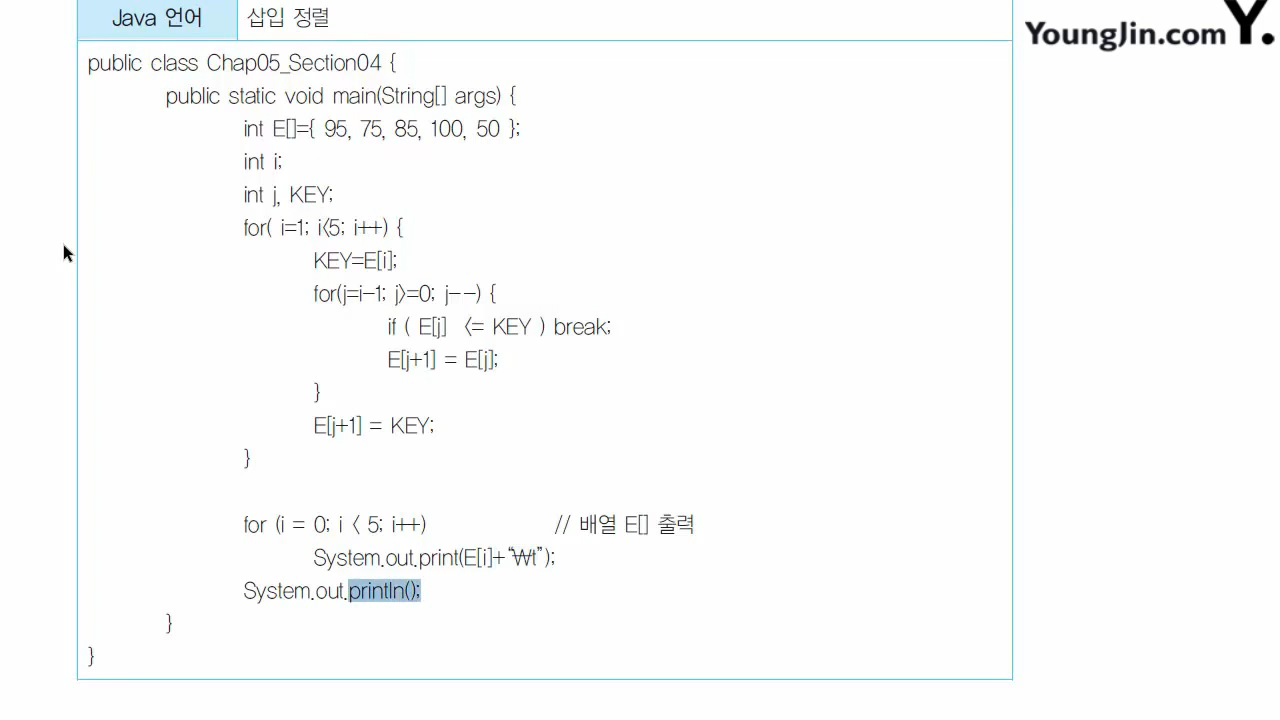 Java 언어 삽입 정렬
YoungJin.com Y.
public class Chap05_Section04 {
public static void main(String[] args) {
int E[]={ 95, 75, 85, 100, 50 };
int i;
int j, KEY;
for( i=1; i<5; i++) {
KEY=E[i];
for(j=i-1; j>=0; j--) {
if ( E[j] <= KEY ) break;
E[j+1] = E[j];
}
E[j+1] = KEY;
}
for (i = 0; i < 5; i++) // 배열 E[] 출력
System.out.print(E[i]+“₩t”);
System.out.println();
}
}